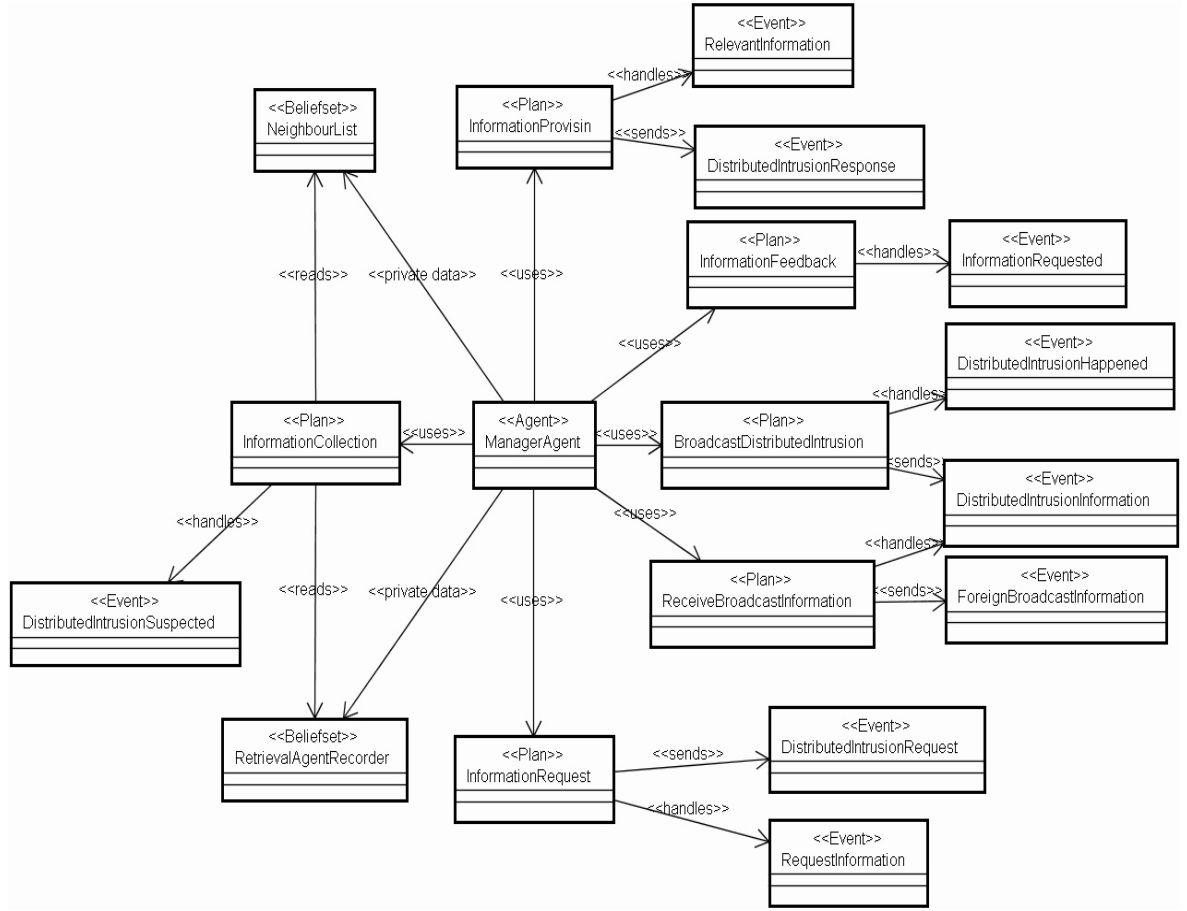 <<Event>>
RelevantInformation
<<handles>>
<<Plan>>
InformationProvisin
<<Beliefset>>
NeighbourList
<<sends>>
<<Event>>
DistributedIntrusionResponse
<<Plan>>
InformationFeedback
<<handles>>
<<Event>>
InformationRequested
<<reads>>
<<private data>>
<<uses>>
<<uses>>
<<Event>>
DistributedIntrusionHappened
<<handles>>
<<Plan>>
InformationCollection
<<uses>>
<<Agent>>
ManagerAgent
<<uses>>
<<Plan>>
BroadcastDistributedIntrusion
<<sends>>
<<Event>>
DistributedIntrusionInformation
<<handles>>
<<uses>>
<<handles>>
<<Event>>
DistributedIntrusionSuspected
<<reads>>
<<private data>>
<<uses>>
<<Plan>>
ReceiveBroadcastInformation
<<sends>>
<<Event>>
ForeignBroadcastInformation
<<Beliefset>>
RetrievalAgentRecorder
<<Plan>>
InformationRequest
<<sends>>
<<Event>>
DistributedIntrusionRequest
<<handles>>
<<Event>>
RequestInformation